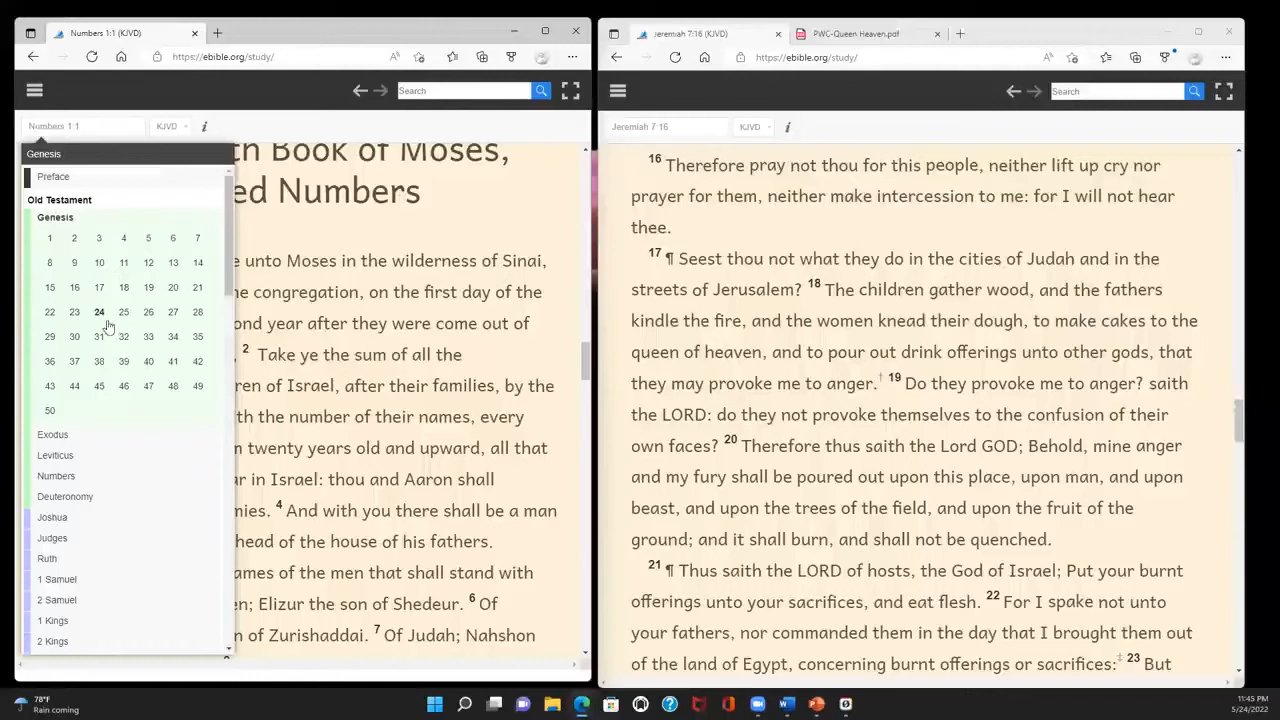 Numbers 1:1 (KJVD)
https://ebible.org/study/
Search
Numbers 1:1
KJVD
i
Genesis
Preface
Old Testament
Genesis
1 2 3 4 5 6 7
8 9 10 11 12 13 14
15 16 17 18 19 20 21
22 23 24 25 26 27 28
29 30 31 32 33 34 35
36 37 38 39 40 41 42
43 44 45 46 47 48 49
50
Exodus
Leviticus
Numbers
Deuteronomy
Joshua
Judges
Ruth
1 Samuel
2 Samuel
1 Kings
2 Kings
th Book of Moses,
ed Numbers
e unto Moses in the wilderness of Sinai,
he congregation, on the first day of the
ond year after they were come out of
2 Take ye the sum of all the
ren of Israel, after their families, by the
th the number of their names, every
m twenty years old and upward, all that
ar in Israel: thou and Aaron shall
mies. 4 And with you there shall be a man
head of the house of his fathers.
ames of the men that shall stand with
en; Elizur the son of Shedeur. 6 Of
n of Zurishaddai. 7 Of Judah; Nahshon
Jeremiah 7:16 (KJVD)
PWC-Queen Heaven.pdf
https://ebible.org/study/
Search
Jeremiah 7:16
KJVD
i
16 Therefore pray not thou for this people, neither lift up cry nor
prayer for them, neither make intercession to me: for I will not hear
thee.
17 ¶ Seest thou not what they do in the cities of Judah and in the
streets of Jerusalem? 18 The children gather wood, and the fathers
kindle the fire, and the women knead their dough, to make cakes to the
queen of heaven, and to pour out drink offerings unto other gods, that
they may provoke me to anger.† 19 Do they provoke me to anger? saith
the LORD: do they not provoke themselves to the confusion of their
own faces? 20 Therefore thus saith the Lord GOD; Behold, mine anger
and my fury shall be poured out upon this place, upon man, and upon
beast, and upon the trees of the field, and upon the fruit of the
ground; and it shall burn, and shall not be quenched.
21 ¶ Thus saith the LORD of hosts, the God of Israel; Put your burnt
offerings unto your sacrifices, and eat flesh. 22 For I spake not unto
your fathers, nor commanded them in the day that I brought them out
of the land of Egypt, concerning burnt offerings or sacrifices:‡ 23 But
78°F
Rain coming
11:45 PM
5/24/2022